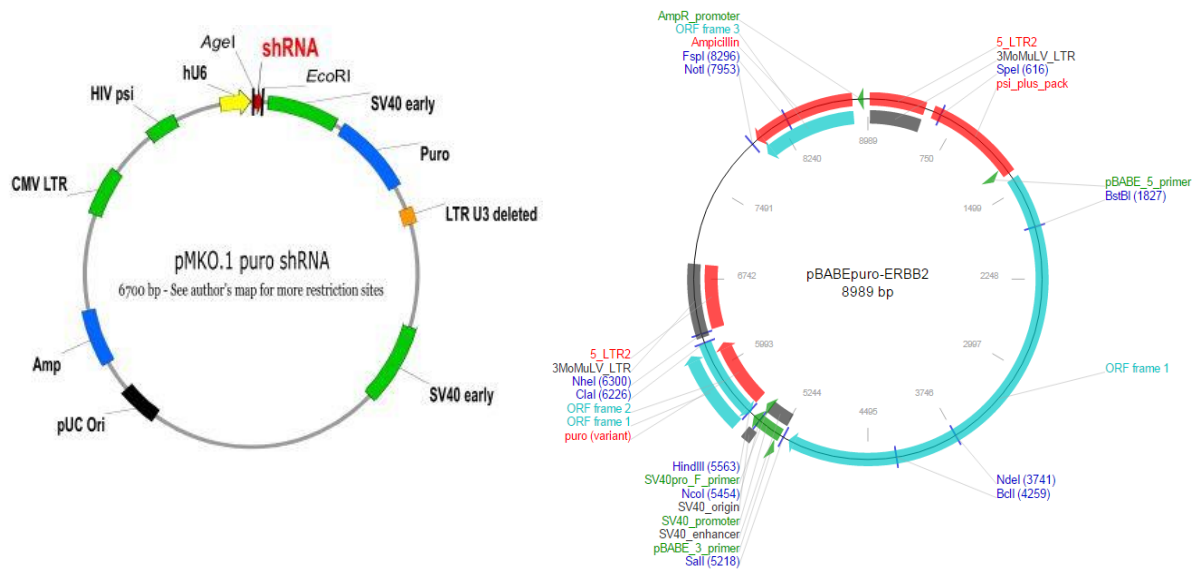 AgeI
shRNA
hU6
EcoRI
HIV psi
SV40 early
Puro
CMV LTR
LTR U3 deleted
pMKO.1 puro shRNA
6700 bp - See author's map for more restriction sites
Amp
pUC Ori
SV40 early
AmpR_promoter
ORF frame 3
Ampicillin
FspI (8296)
NotI (7953)
5_LTR2
3MoMuLV_LTR
SpeI (616)
psi_plus_pack
pBABE_5_primer
BstBI (1827)
8240
8989
750
7491
1499
6742
pBABEpuro-ERBB2
8989 bp
2248
5993
2997
5244
4495
3746
ORF frame 1
5_LTR2
3MoMuLV_LTR
NheI (6300)
ClaI (6226)
ORF frame 2
ORF frame 1
puro (variant)
HindIII (5563)
SV40pro_F_primer
NcoI (5454)
SV40_origin
SV40_promoter
SV40_enhancer
pBABE_3_primer
SalI (5218)
NdeI (3741)
BclI (4259)